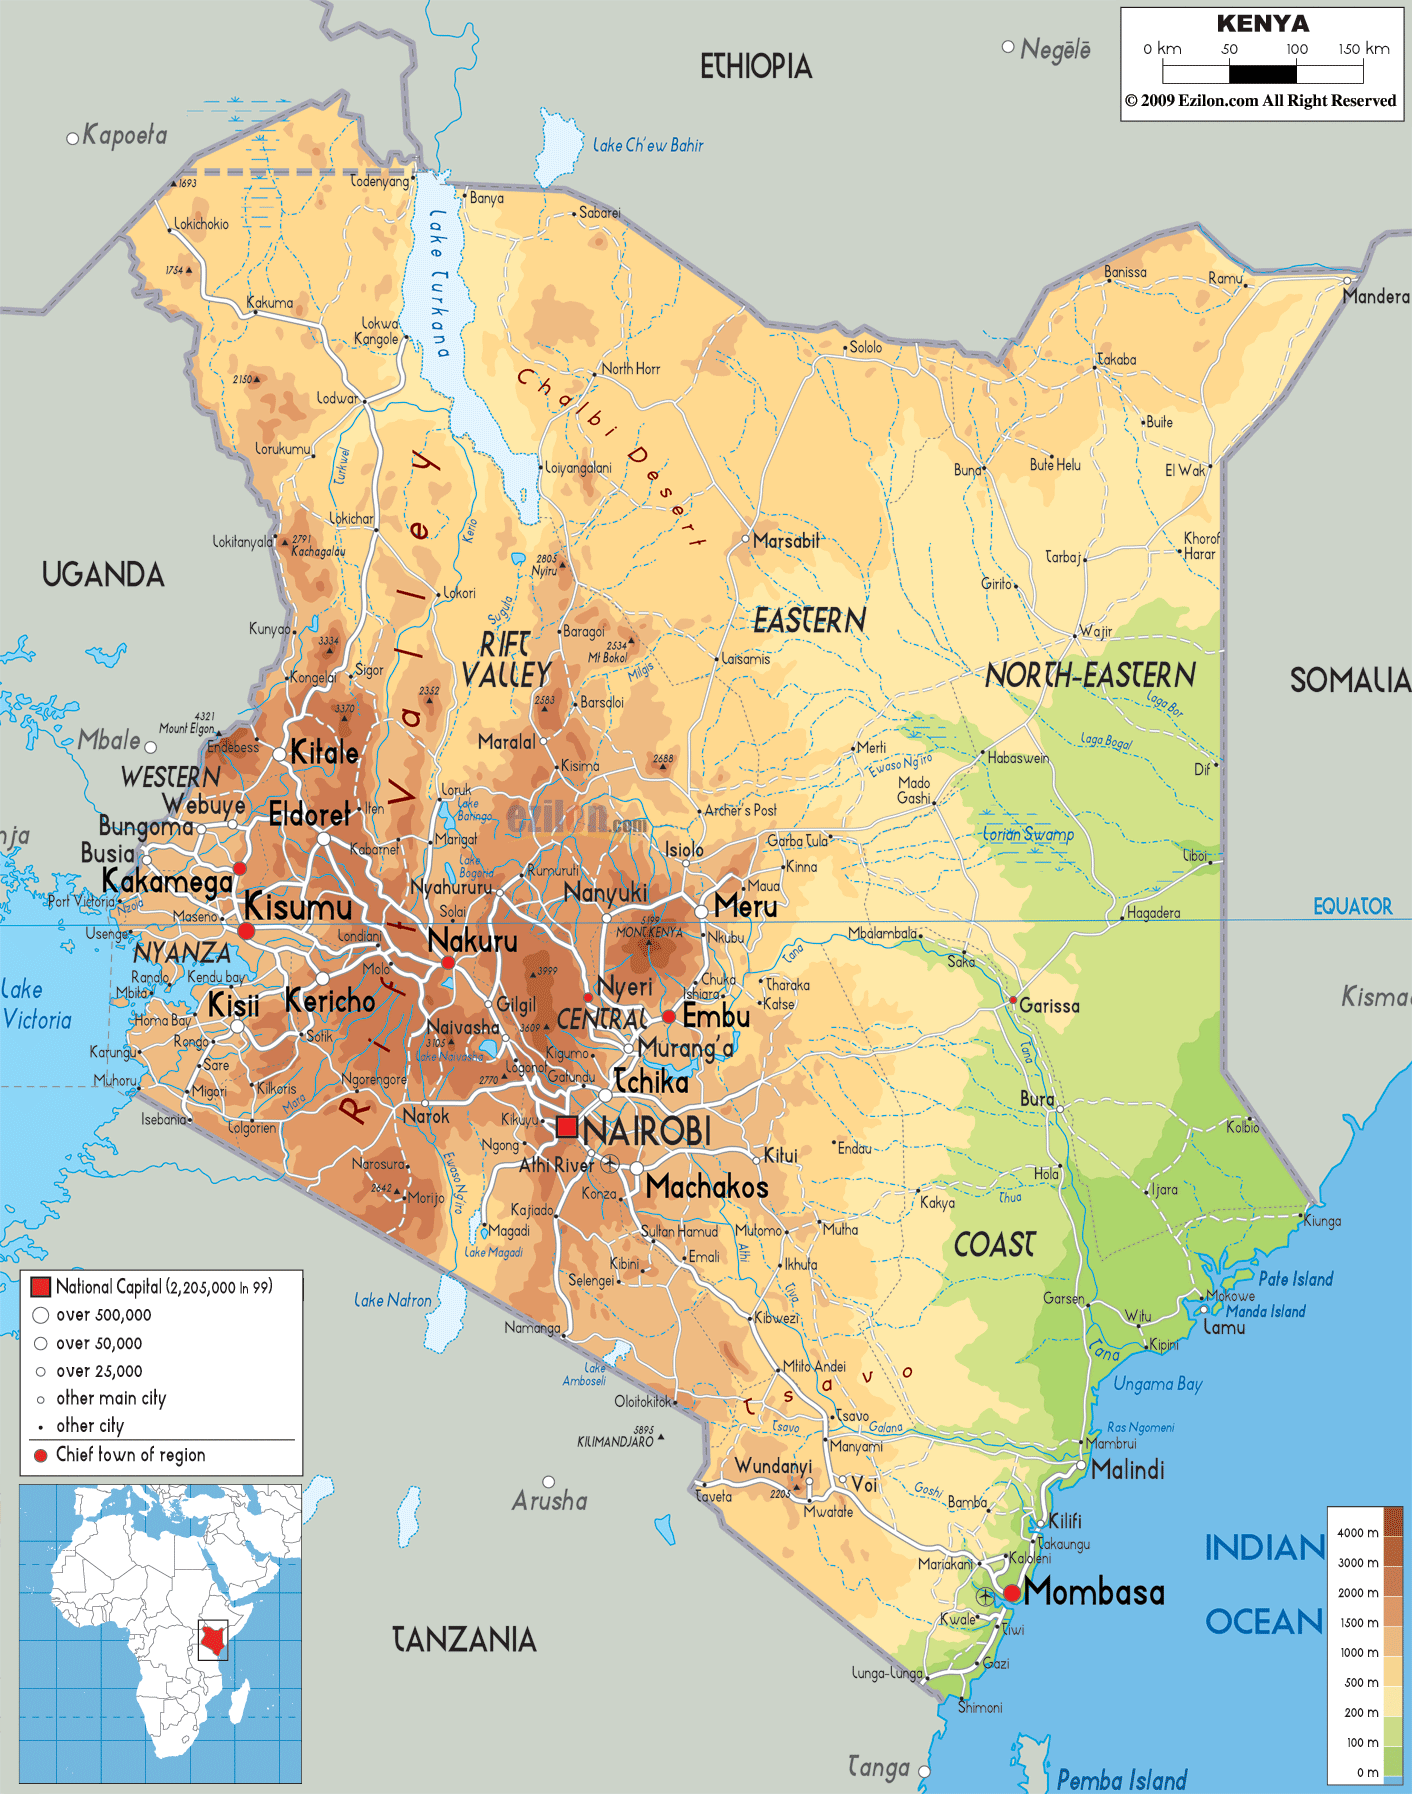 KENYA
0 km 50 100 150 km
© 2009 Ezilon.com All Right Reserved
ETHIOPIA
Negēlē
Kapoeta
Lake Ch'ew Bahir
1693
Todenyang
Banya
Sabarei
Lokichokio
Lake Turkana
1754
Banissa
Ramu
Mandera
Kakuma
Lokwa
Kangole
Sololo
Takaba
2150
North Horr
Chalbi Desert
Lodwar
Buite
Lorukumu
Turkwel
Loiyangalani
Buna
Bute Helu
El Wak
Lokichar
Kerio
Lokitanyala
2791
Kachagalau
Marsabit
Khorof
Harar
Tarbaj
2805
Nyiru
UGANDA
Girito
Lokori
Sugula
EASTERN
Kunyao
3334
Baragoi
2534
Mt Bokol
Wajir
RIFT
VALLEY
Laisamis
Milgis
NORTH-EASTERN
SOMALIA
Kongelai
Sigor
2352
2583
Barsaloi
Laga Bor
3370
4321
Mount Elgon
Mbale
Endebess
Kitale
Maralal
Merti
Laga Bogal
Habaswein
Ewaso Ng'iro
Dif
WESTERN
Kisima
2688
Mado
Gashi
Webuye
Loruk
Lake
Baringo
Archer's Post
Iten
Eldoret
ezilon.com
Bungoma
Kabarnet
Marigat
Garba Tula
Lorian Swamp
Busia
Isiolo
Liboi
Lake
Bogoria
Rumuruti
Kinna
Kakamega
Nyahururu
Nanyuki
Maua
Port Victoria
Nzoia
Kisumu
Meru
EQUATOR
Maseno
Solai
5199
MONT KENYA
Hagadera
Usenge
Londiani
Nakuru
Nkubu
Mbalambala
NYANZA
Tana
Saka
Molo
3999
Ranalo
Kendu bay
Nyeri
Chuka
Tharaka
Kismaa
Mbita
Lake
Victoria
Kisii
Kericho
Gilgil
Ishiara
Katse
Garissa
Homa Bay
CENTRAL
Embu
Naivasha
3609
Rongo
Sotik
3105
Murang'a
Karungu
Lake Naivasha
Kigumo
Tana
Sare
Longonot
Muhoru
Kilkoris
Ngorengore
2770
Gatundu
Tchika
Migori
Mara
Bura
Isebania
Lolgorien
Narok
Kikuyu
NAIROBI
Kolbio
Ngong
Endau
Kitui
Narosura
Athi River
Hola
Ewaso Ng'iro
Machakos
2642
Morijo
Konza
Kakya
Thua
Ijara
Kajiado
Kiunga
Magadi
Sultan Hamud
Mutomo
Mutha
Lake Magadi
Athi
COAST
Emali
Kibini
Ikhuta
Selengei
Tiva
Pate Island
Lake Natron
Garsen
Mokowe
Manda Island
Lamu
Namanga
Kibwezi
Witu
Kipini
Tana
Lake
Amboseli
Mtito Andei
Ungama Bay
Oloitokitok
Tsavo
Tsavo
Tsavo
Galana
Ras Ngomeni
5895
KILIMANDJARO
Manyami
Mambrui
Wundanyi
Malindi
Voi
Arusha
Taveta
2205
Mwatate
Goshi
Bamba
Kilifi
Takaungu
INDIAN
OCEAN
Mariakani
Kaloleni
Mombasa
TANZANIA
Kwale
Tiwi
Lunga-Lunga
Gazi
Shimoni
Tanga
Pemba Island
Rift Valley
National Capital (2,205,000 In 99)
over 500,000
over 50,000
over 25,000
other main city
other city
Chief town of region
4000 m
3000 m
2000 m
1500 m
1000 m
500 m
200 m
100 m
0 m